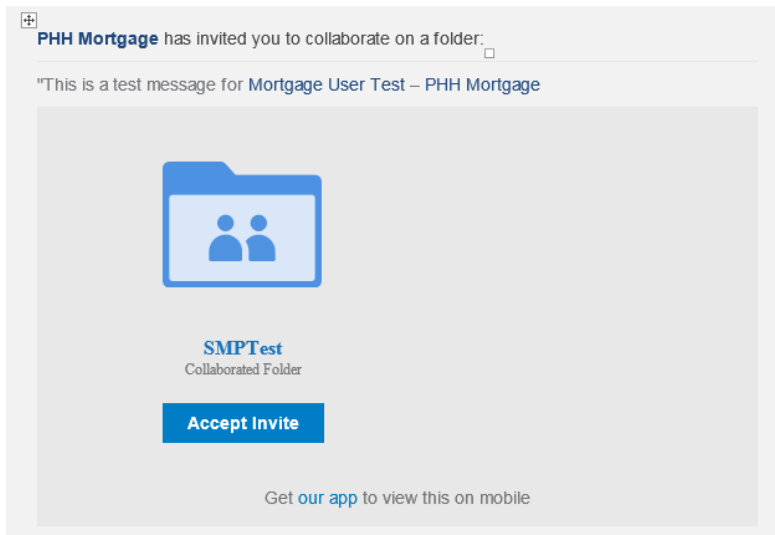 PHH Mortgage has invited you to collaborate on a folder:
"This is a test message for Mortgage User Test – PHH Mortgage
SMPTest
Collaborated Folder
Accept Invite
Get our app to view this on mobile